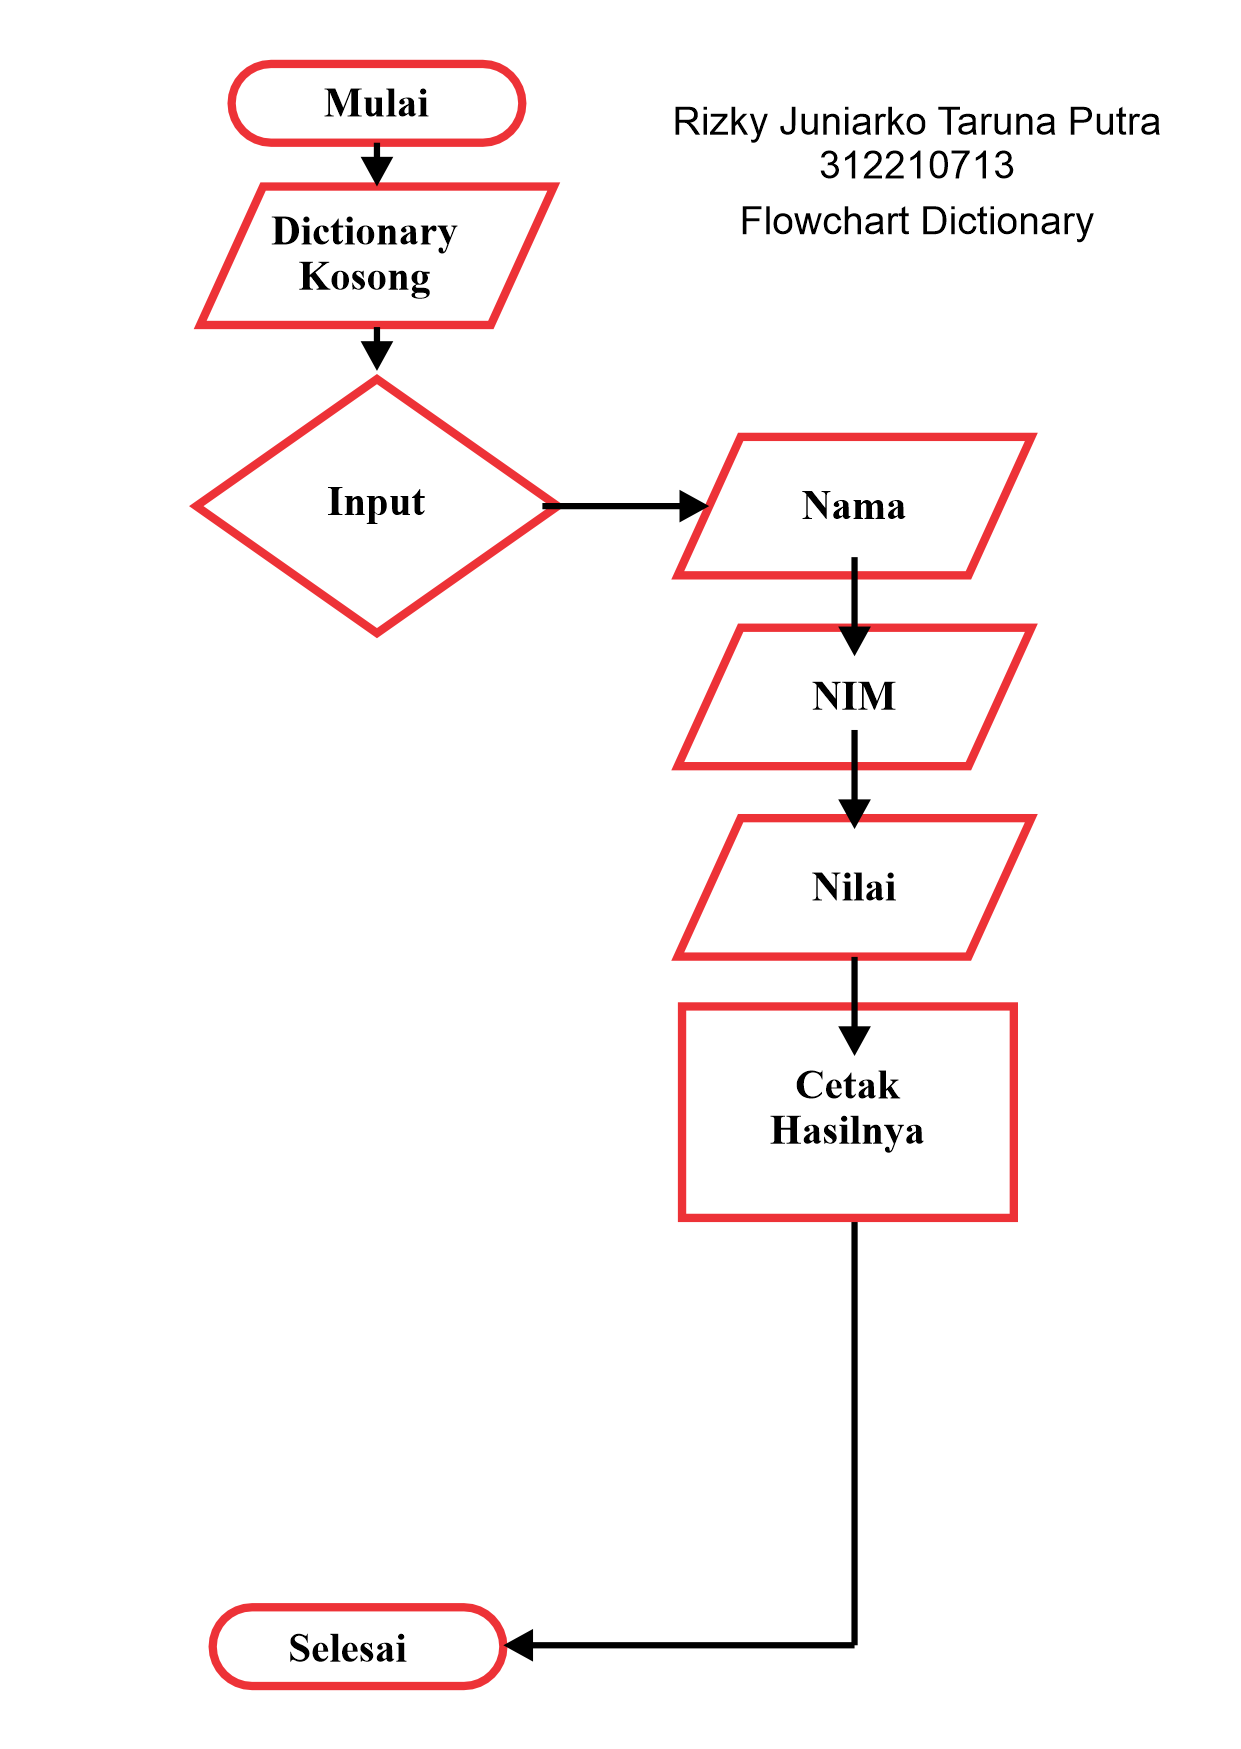 Mulai
Rizky Juniarko Taruna Putra
312210713
Flowchart Dictionary
Dictionary
Kosong
Input
Nama
NIM
Nilai
Cetak
Hasilnya
Selesai